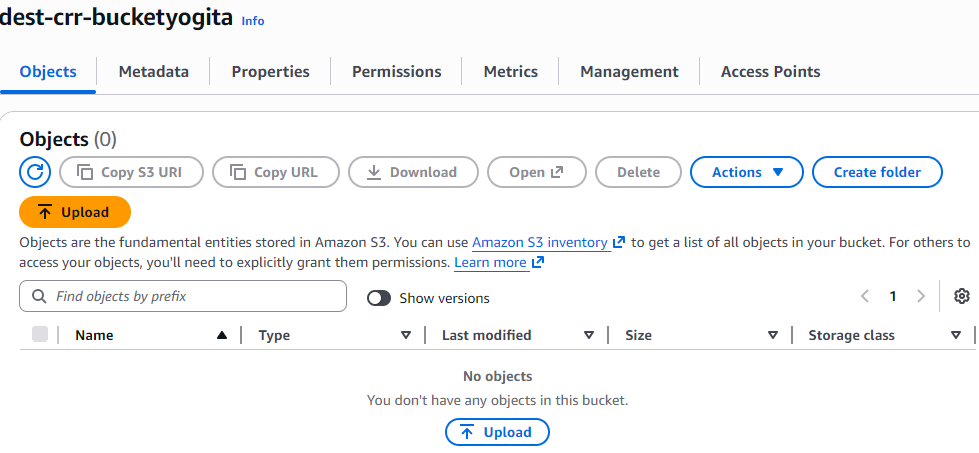 dest-crr-bucketyogita Info
Objects Metadata Properties Permissions Metrics Management Access Points
Objects (0)
Copy S3 URI Copy URL Download Open Delete Actions Create folder
Upload
Objects are the fundamental entities stored in Amazon S3. You can use Amazon S3 inventory to get a list of all objects in your bucket. For others to
access your objects, you'll need to explicitly grant them permissions. Learn more
Find objects by prefix Show versions 1
Name Type Last modified Size Storage class
No objects
You don't have any objects in this bucket.
Upload